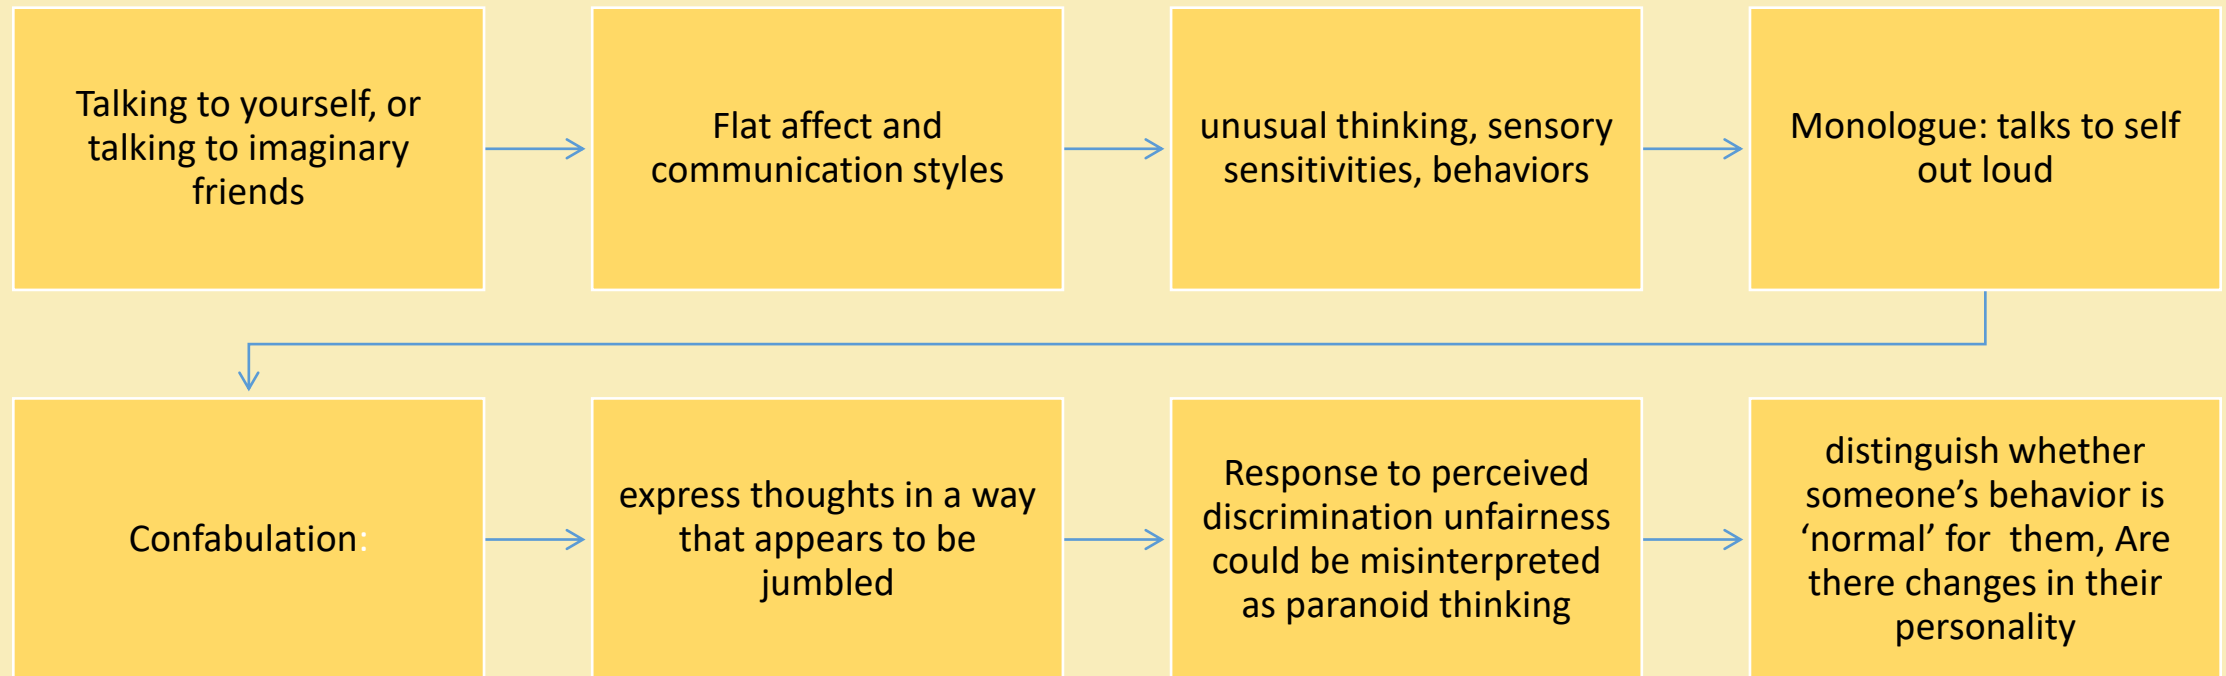 Talking to yourself, or
talking to imaginary
friends
Flat affect and
communication styles
unusual thinking, sensory
sensitivities, behaviors
Monologue: talks to self
out loud
Confabulation:
express thoughts in a way
that appears to be
jumbled
Response to perceived
discrimination unfairness
could be misinterpreted
as paranoid thinking
distinguish whether
someone’s behavior is
‘normal’ for  them, Are
there changes in their
personality